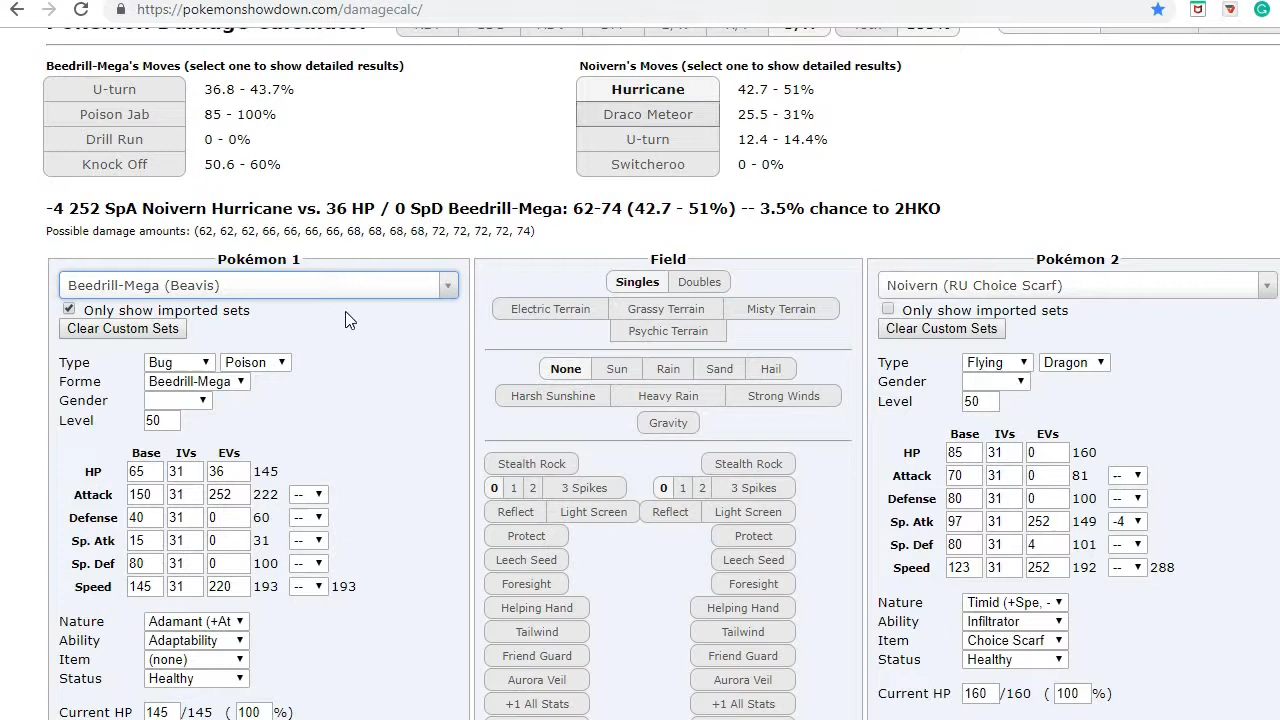 https://pokemonshowdown.com/damagecalc/
Beedrill-Mega's Moves (select one to show detailed results)
U-turn 36.8 - 43.7%
Poison Jab 85 - 100%
Drill Run 0 - 0%
Knock Off 50.6 - 60%
Noivern's Moves (select one to show detailed results)
Hurricane 42.7 - 51%
Draco Meteor 25.5 - 31%
U-turn 12.4 - 14.4%
Switcheroo 0 - 0%
-4 252 SpA Noivern Hurricane vs. 36 HP / 0 SpD Beedrill-Mega: 62-74 (42.7 - 51%) -- 3.5% chance to 2HKO
Possible damage amounts: (62, 62, 62, 66, 66, 66, 66, 68, 68, 68, 68, 72, 72, 72, 72, 74)
Pokémon 1
Beedrill-Mega (Beavis)
Only show imported sets
Clear Custom Sets
Type Bug Poison
Forme Beedrill-Mega
Gender
Level 50
Base IVs EVs
HP 65 31 36 145
Attack 150 31 252 222 --
Defense 40 31 0 60 --
Sp. Atk 15 31 0 31 --
Sp. Def 80 31 0 100 --
Speed 145 31 220 193 -- 193
Nature Adamant (+At
Ability Adaptability
Item (none)
Status Healthy
Current HP 145 /145 ( 100 %)
Field
Singles Doubles
Electric Terrain Grassy Terrain Misty Terrain
Psychic Terrain
None Sun Rain Sand Hail
Harsh Sunshine Heavy Rain Strong Winds
Gravity
Stealth Rock Stealth Rock
0 1 2 3 Spikes 0 1 2 3 Spikes
Reflect Light Screen Reflect Light Screen
Protect Protect
Leech Seed Leech Seed
Foresight Foresight
Helping Hand Helping Hand
Tailwind Tailwind
Friend Guard Friend Guard
Aurora Veil Aurora Veil
+1 All Stats +1 All Stats
Pokémon 2
Noivern (RU Choice Scarf)
Only show imported sets
Clear Custom Sets
Type Flying Dragon
Gender
Level 50
Base IVs EVs
HP 85 31 0 160
Attack 70 31 0 81 --
Defense 80 31 0 100 --
Sp. Atk 97 31 252 149 -4
Sp. Def 80 31 4 101 --
Speed 123 31 252 192 -- 288
Nature Timid (+Spe, -
Ability Infiltrator
Item Choice Scarf
Status Healthy
Current HP 160 /160 ( 100 %)